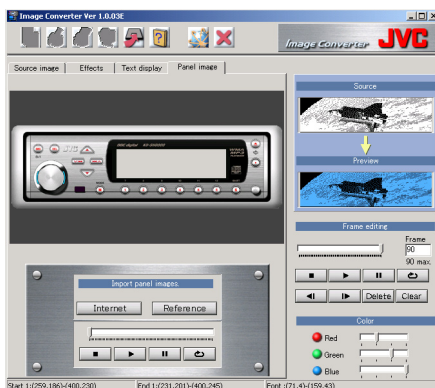 Image Converter Ver 1.0.03E
Image Converter JVC
Source image Effects Text display Panel image
Source
Preview
JVC
Frame editing
Frame
90
90 max.
Delete Clear
Import panel images.
Internet Reference
Color
Red
Green
Blue
Start 1:(259,186)-(400,230) End 1:(231,201)-(400,245) Font :(71,4)-(159,43)